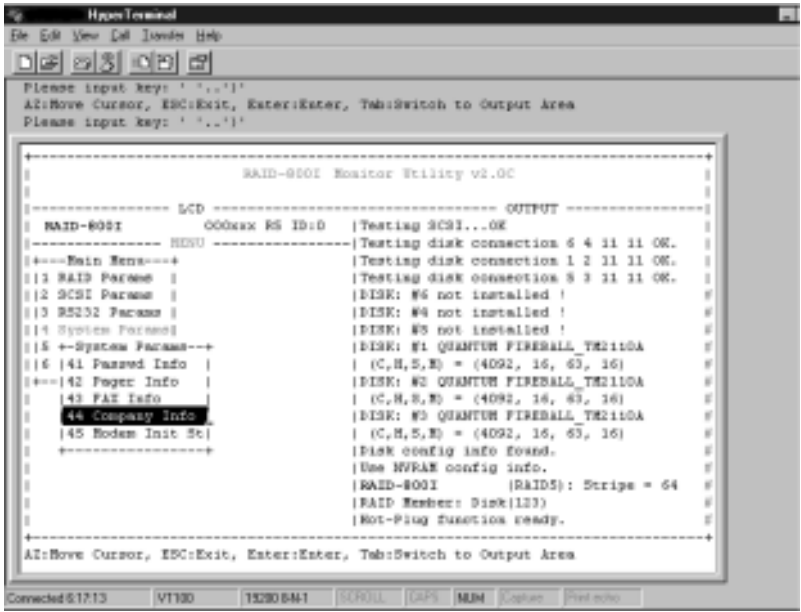 HyperTerminal
File Edit View Call Transfer Help
Please input key: ' '..')'
AZ:Move Cursor, ESC:Exit, Enter:Enter, Tab:Switch to Output Area
Please input key: ' '..')'
RAID-800I Monitor Utility v2.0C
LCD OUTPUT
RAID-800I 000xxx RS ID:0 |Testing SCSI...OK
MENU |Testing disk connection 6 4 11 11 OK.
+---Main Menu---+ |Testing disk connection 1 2 11 11 OK.
||1 RAID Params | |Testing disk connection 5 3 11 11 OK.
||2 SCSI Params | |DISK: #6 not installed !
||3 RS232 Params | |DISK: #4 not installed !
||4 System Params| |DISK: #5 not installed !
||5 +-System Params--+ |DISK: #1 QUANTUM FIREBALL_TM2110A
||6 |41 Passwd Info | | (C,H,S,M) = (4092, 16, 63, 16)
|+--|42 Pager Info | |DISK: #2 QUANTUM FIREBALL_TM2110A
|43 FAX Info | | (C,H,S,M) = (4092, 16, 63, 16)
44 Company Info |DISK: #3 QUANTUM FIREBALL_TM2110A
|45 Modem Init St| | (C,H,S,M) = (4092, 16, 63, 16)
|Disk config info found.
|Use NVRAM config info.
|RAID-800I (RAID5): Stripe = 64
|RAID Member: Disk(123)
|Hot-Plug function ready.
AZ:Move Cursor, ESC:Exit, Enter:Enter, Tab:Switch to Output Area
Connected 6:17:13 VT100 19200 8-N-1 SCROLL CAPS NUM Capture Print echo